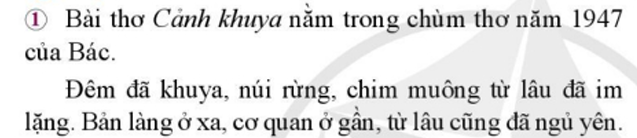 ① Bài thơ Cảnh khuya nằm trong chùm thơ năm 1947
của Bác.
Đêm đã khuya, núi rừng, chim muông từ lâu đã im
lặng. Bản làng ở xa, cơ quan ở gần, từ lâu cũng đã ngủ yên.